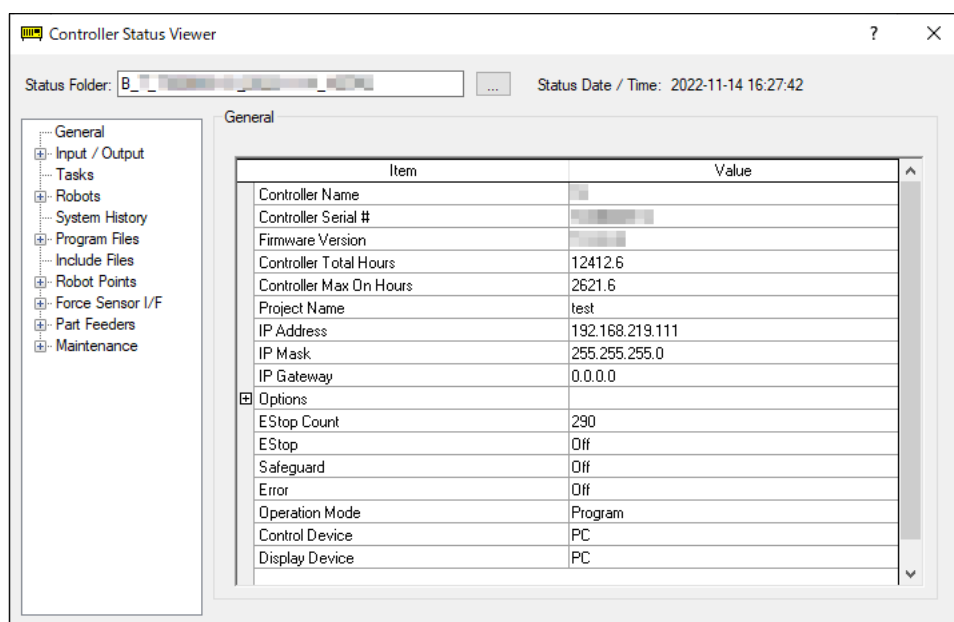 Controller Status Viewer ?
Status Folder: B_ ... Status Date / Time: 2022-11-14 16:27:42
General
Input / Output
Tasks
Robots
System History
Program Files
Include Files
Robot Points
Force Sensor I/F
Part Feeders
Maintenance
General
Item Value
Controller Name
Controller Serial #
Firmware Version
Controller Total Hours 12412.6
Controller Max On Hours 2621.6
Project Name test
IP Address 192.168.219.111
IP Mask 255.255.255.0
IP Gateway 0.0.0.0
Options
EStop Count 290
EStop Off
Safeguard Off
Error Off
Operation Mode Program
Control Device PC
Display Device PC